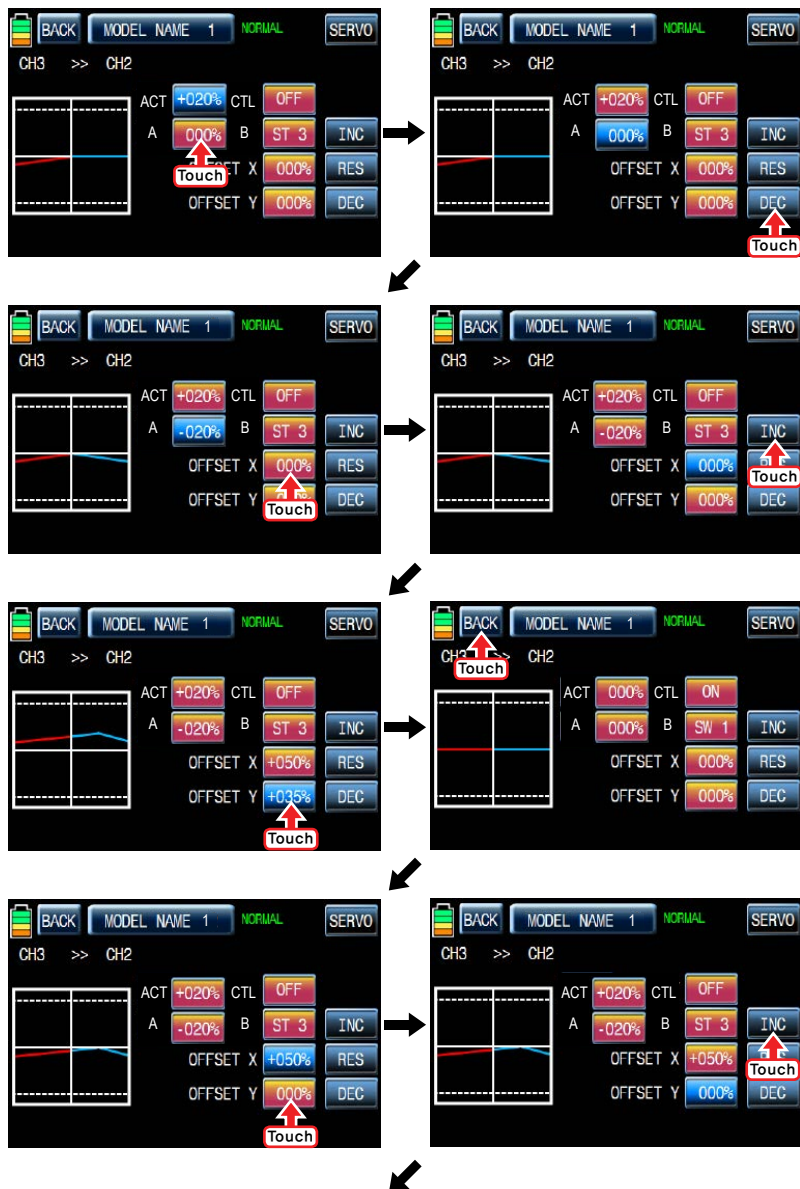 BACK MODEL NAME 1 NORMAL SERVO
CH3 >> CH2
ACT +020% CTL OFF
A 000% B ST 3 INC
Touch
OFFSET X 000% RES
OFFSET Y 000% DEC
BACK MODEL NAME 1 NORMAL SERVO
CH3 >> CH2
ACT +020% CTL OFF
A 000% B ST 3 INC
OFFSET X 000% RES
OFFSET Y 000% DEC
Touch
BACK MODEL NAME 1 NORMAL SERVO
CH3 >> CH2
ACT +020% CTL OFF
A -020% B ST 3 INC
OFFSET X 000% RES
OFFSET Y DEC
Touch
BACK MODEL NAME 1 NORMAL SERVO
CH3 >> CH2
ACT +020% CTL OFF
A -020% B ST 3 INC
OFFSET X 000%
Touch
OFFSET Y 000% DEC
BACK MODEL NAME 1 NORMAL SERVO
CH3 >> CH2
ACT +020% CTL OFF
A -020% B ST 3 INC
OFFSET X +050% RES
OFFSET Y +035% DEC
Touch
BACK MODEL NAME 1 NORMAL SERVO
CH3 >> CH2
Touch
ACT 000% CTL ON
A 000% B SW 1 INC
OFFSET X 000% RES
OFFSET Y 000% DEC
BACK MODEL NAME 1 NORMAL SERVO
CH3 >> CH2
ACT +020% CTL OFF
A -020% B ST 3 INC
OFFSET X +050% RES
OFFSET Y 000% DEC
Touch
BACK MODEL NAME 1 NORMAL SERVO
CH3 >> CH2
ACT +020% CTL OFF
A -020% B ST 3 INC
OFFSET X +050%
Touch
OFFSET Y 000% DEC